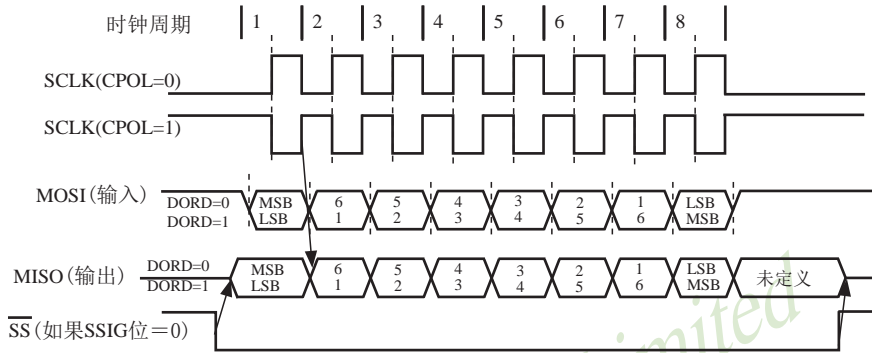 时钟周期 1 2 3 4 5 6 7 8
SCLK(CPOL=0)
SCLK(CPOL=1)
MOSI(输入) DORD=0 MSB 6 5 4 3 2 1 LSB
DORD=1 LSB 1 2 3 4 5 6 MSB
MISO(输出) DORD=0 MSB 6 5 4 3 2 1 LSB 未定义
DORD=1 LSB 1 2 3 4 5 6 MSB
SS(如果SSIG位=0)
Limited